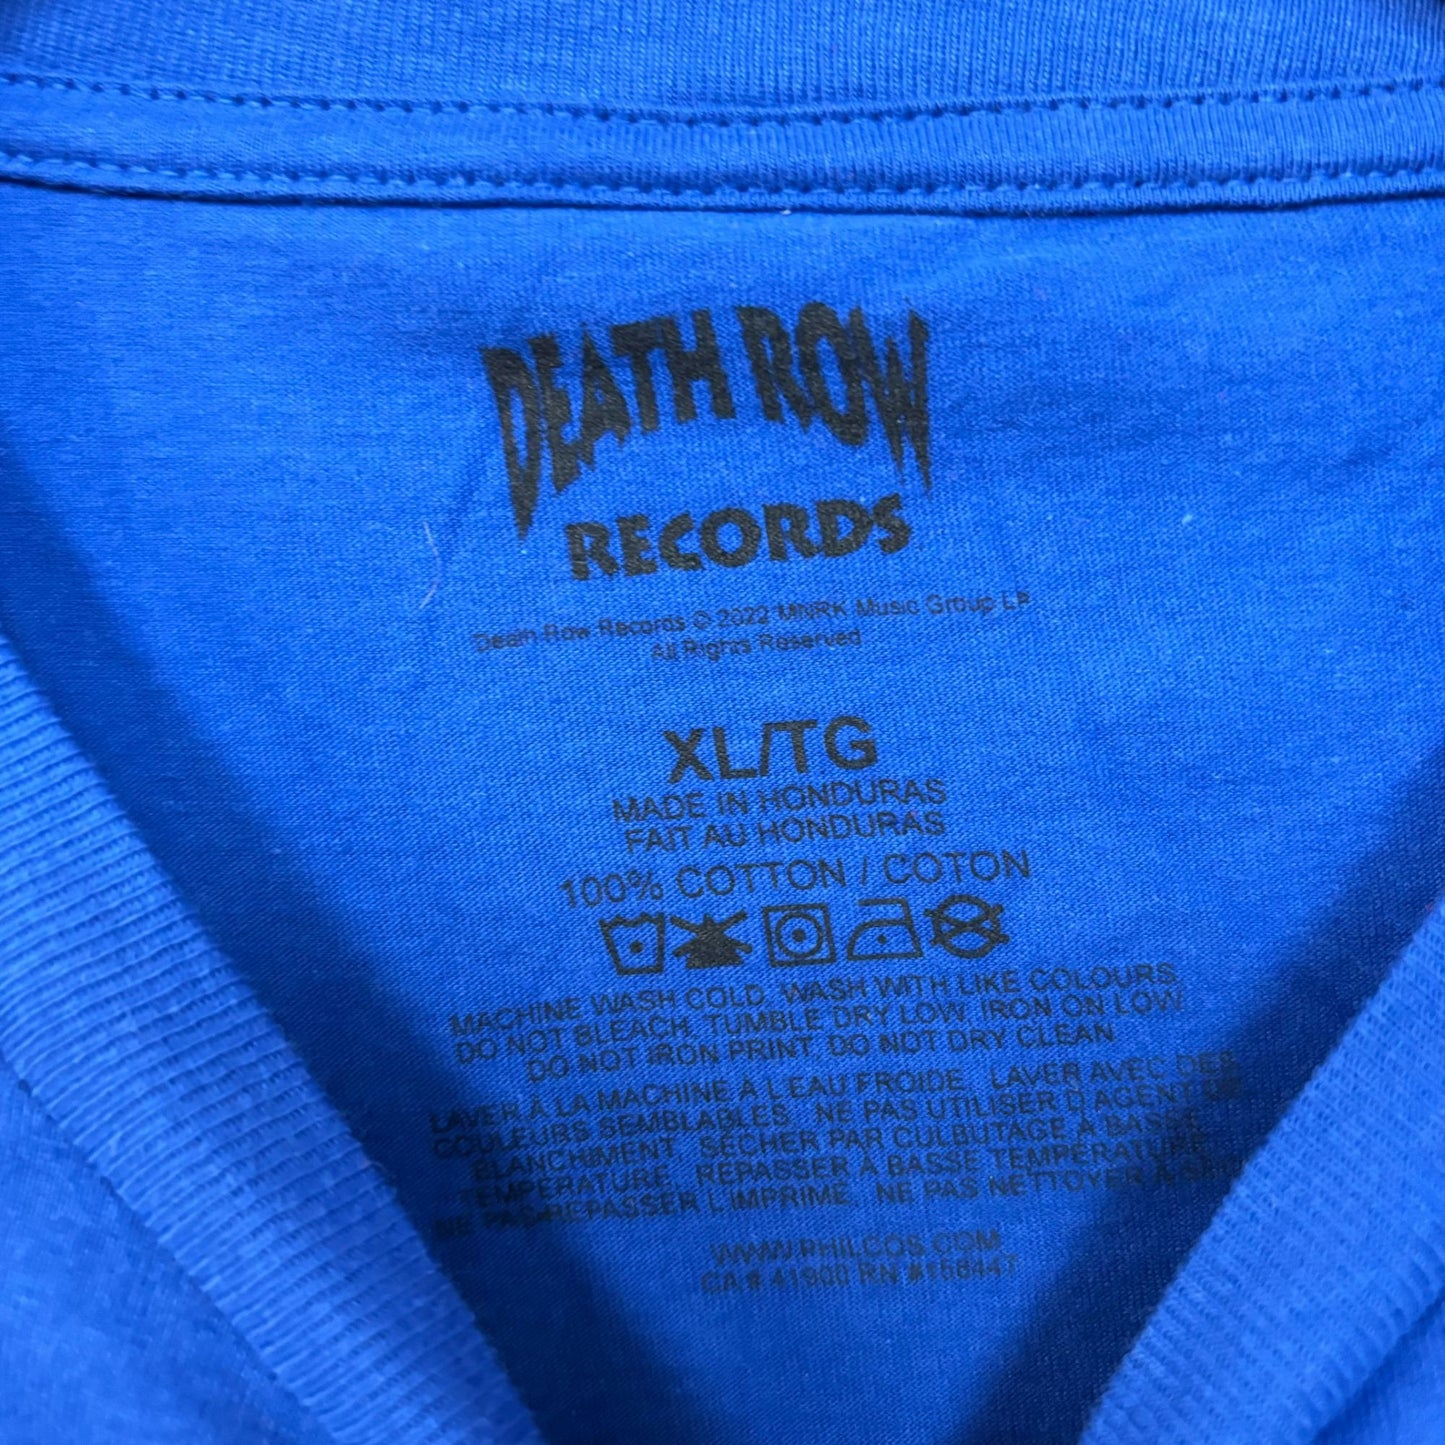 DEATH ROW
RECORDS
Death Row Records © 2022 MNRK Music Group LP
All Rights Reserved
XL/TG
MADE IN HONDURAS
FAIT AU HONDURAS
100% COTTON / COTON
MACHINE WASH COLD, WASH WITH LIKE COLOURS,
DO NOT BLEACH, TUMBLE DRY LOW, IRON ON LOW,
DO NOT IRON PRINT, DO NOT DRY CLEAN
LAVER À LA MACHINE À L'EAU FROIDE, LAVER AVEC DES
COULEURS SEMBLABLES, NE PAS UTILISER D'AGENT DE
BLANCHIMENT, SÉCHER PAR CULBUTAGE À BASSE
TEMPÉRATURE, REPASSER À BASSE TEMPÉRATURE,
NE PAS REPASSER L'IMPRIMÉ, NE PAS NETTOYER À SEC
WWW.PHILCOS.COM
CA# 41900 RN #158447